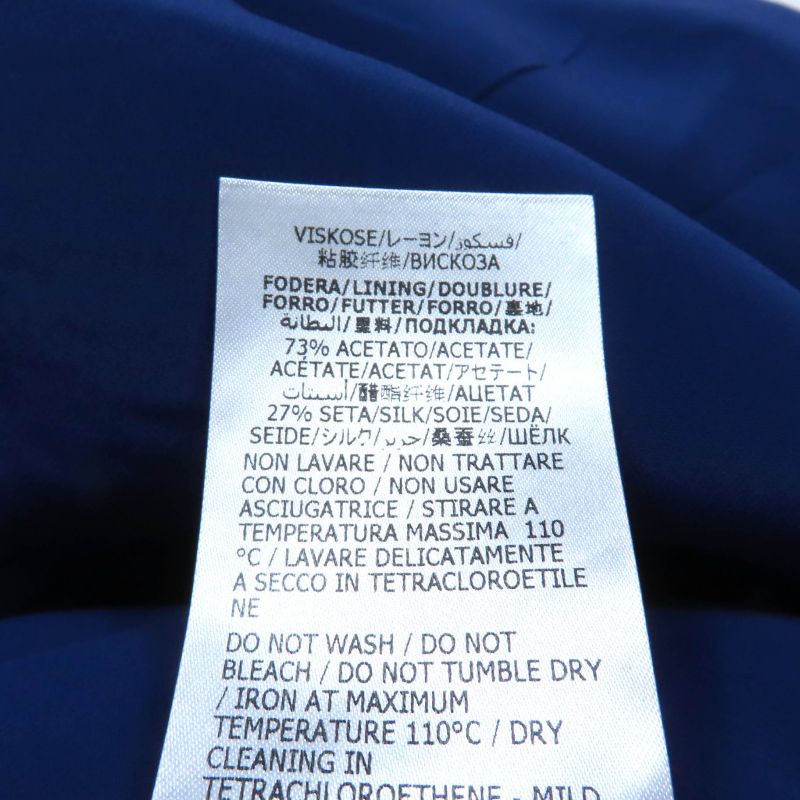 VISKOSE/レーヨン/فسكوز/
粘胶纤维/ВИСКОЗА
FODERA/LINING/DOUBLURE/
FORRO/FUTTER/FORRO/裏地/
البطانة/里料/ПОДКЛАДКА:
73% ACETATO/ACETATE/
ACÉTATE/ACETAT/アセテート/
أسيتات/醋酯纤维/АЦЕТАТ
27% SETA/SILK/SOIE/SEDA/
SEIDE/シルク/حرير/桑蚕丝/ШЁЛК
NON LAVARE / NON TRATTARE
CON CLORO / NON USARE
ASCIUGATRICE / STIRARE A
TEMPERATURA MASSIMA 110
°C / LAVARE DELICATAMENTE
A SECCO IN TETRACLOROETILE
NE
DO NOT WASH / DO NOT
BLEACH / DO NOT TUMBLE DRY
/ IRON AT MAXIMUM
TEMPERATURE 110°C / DRY
CLEANING IN
TETRACHLOROETHENE - MILD